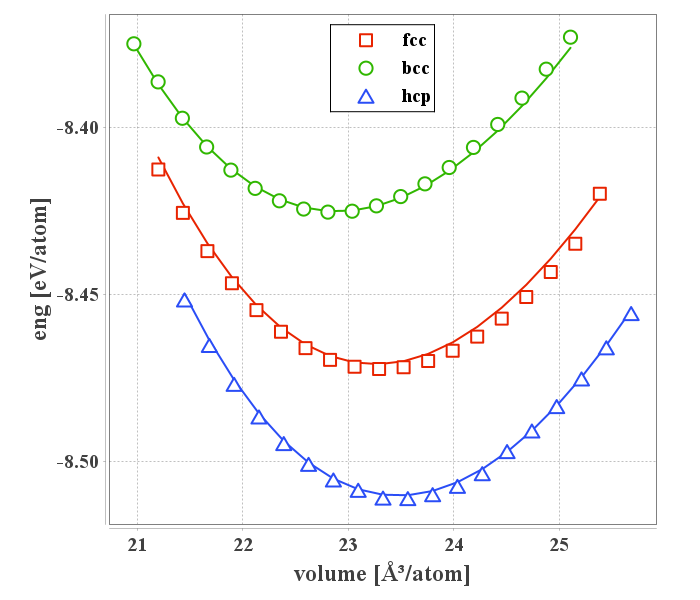 fcc
bcc
hcp
-8.40
-8.45
-8.50
eng [eV/atom]
21 22 23 24 25
volume [Å³/atom]